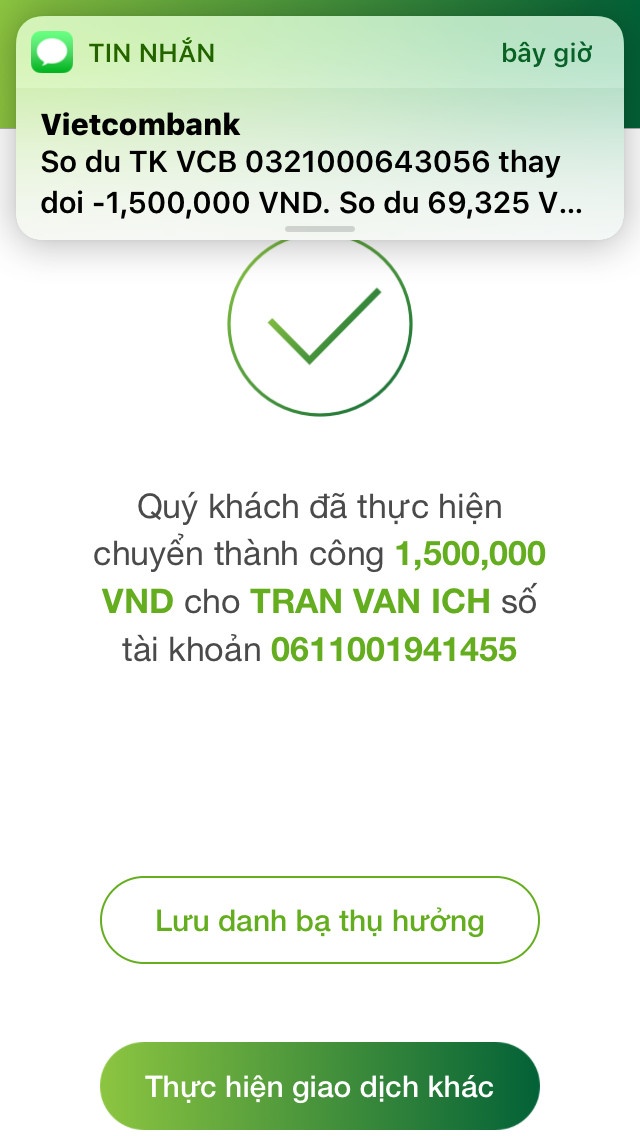 TIN NHẮN
bây giờ
Vietcombank
So du TK VCB 0321000643056 thay
doi -1,500,000 VND. So du 69,325 V...
Quý khách đã thực hiện
chuyển thành công 1,500,000
VND cho TRAN VAN ICH số
tài khoản 0611001941455
Lưu danh bạ thụ hưởng
Thực hiện giao dịch khác